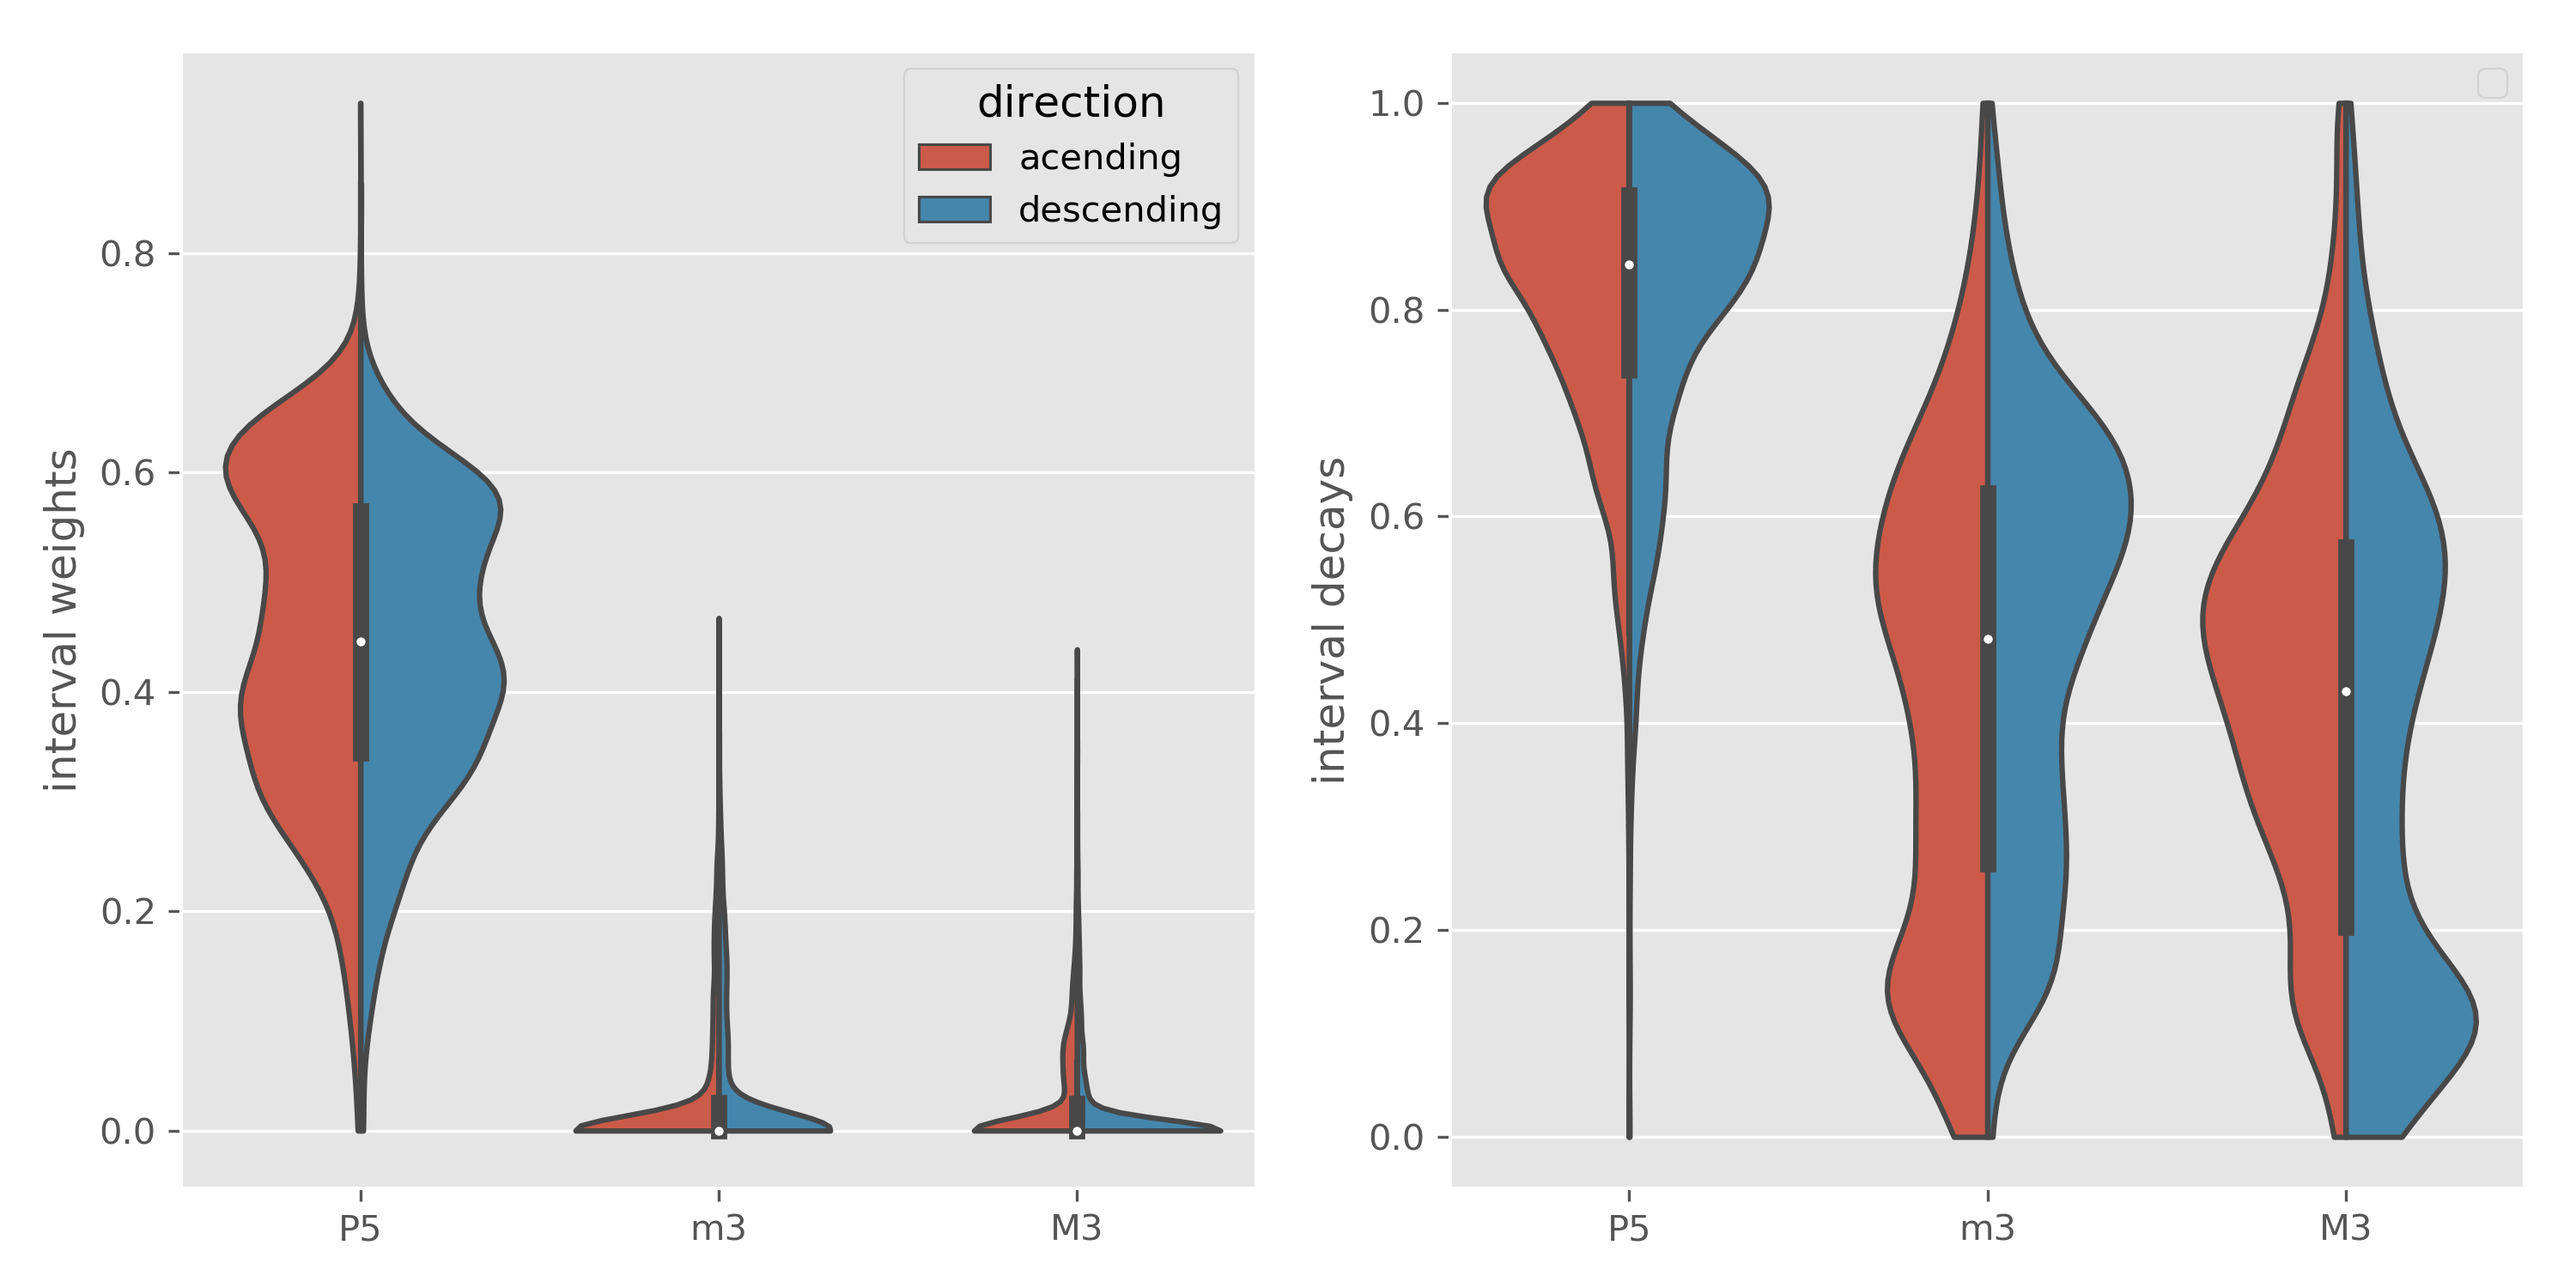 interval weights
0.8
0.6
0.4
0.2
0.0
P5
m3
M3
direction
acending
descending
interval decays
1.0
0.8
0.6
0.4
0.2
0.0
P5
m3
M3